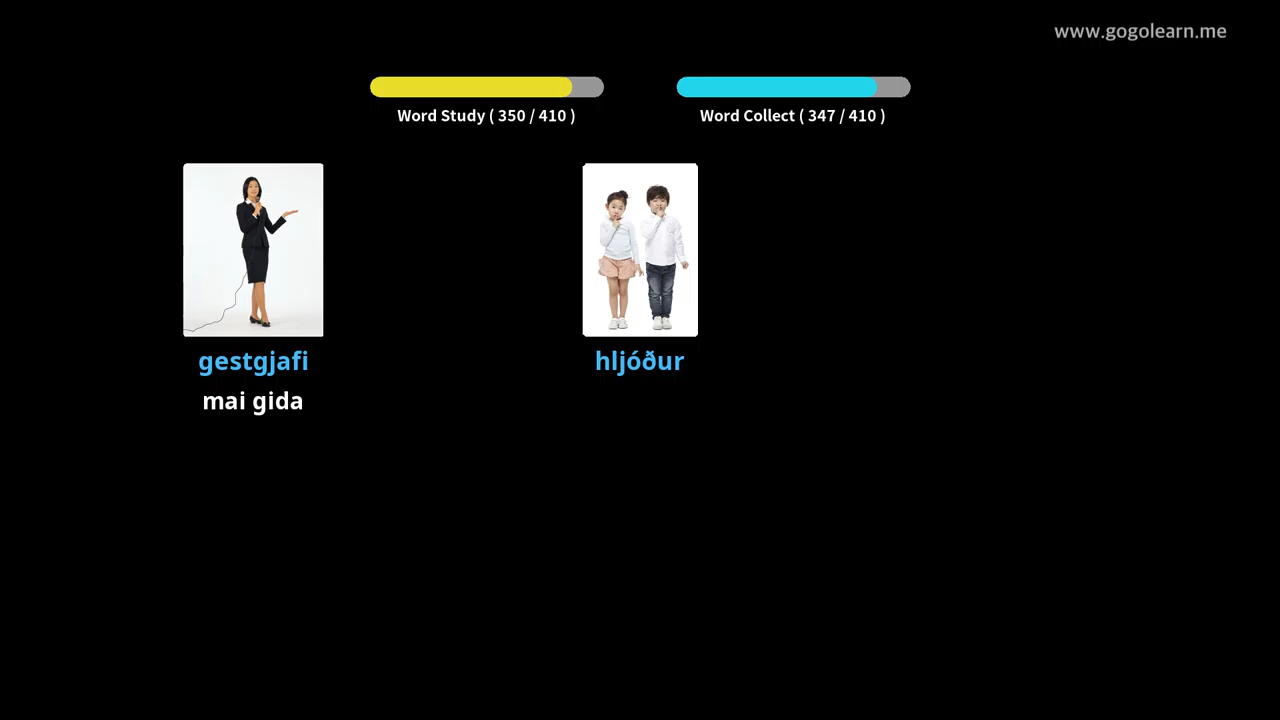 www.gogolearn.me
Word Study ( 350 / 410 )
Word Collect ( 347 / 410 )
gestgjafi
mai gida
hljóður